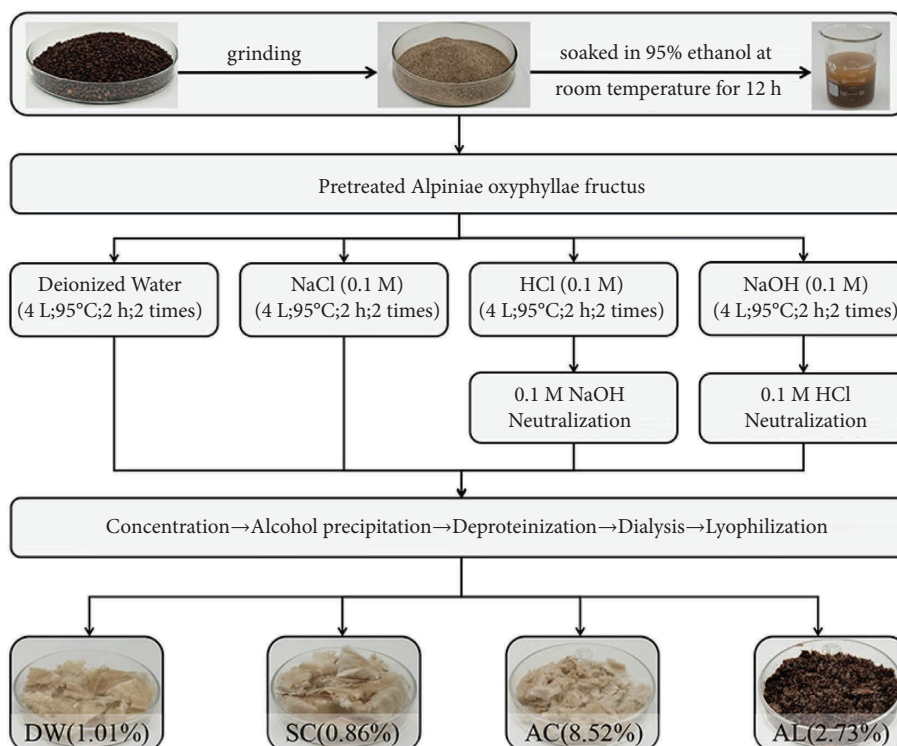 grinding
soaked in 95% ethanol at
room temperature for 12 h
Pretreated Alpiniae oxyphyllae fructus
Deionized Water
(4 L;95°C;2 h;2 times)
NaCl (0.1 M)
(4 L;95°C;2 h;2 times)
HCl (0.1 M)
(4 L;95°C;2 h;2 times)
NaOH (0.1 M)
(4 L;95°C;2 h;2 times)
0.1 M NaOH
Neutralization
0.1 M HCl
Neutralization
Concentration→Alcohol precipitation→Deproteinization→Dialysis→Lyophilization
DW(1.01%)
SC(0.86%)
AC(8.52%)
AL(2.73%)